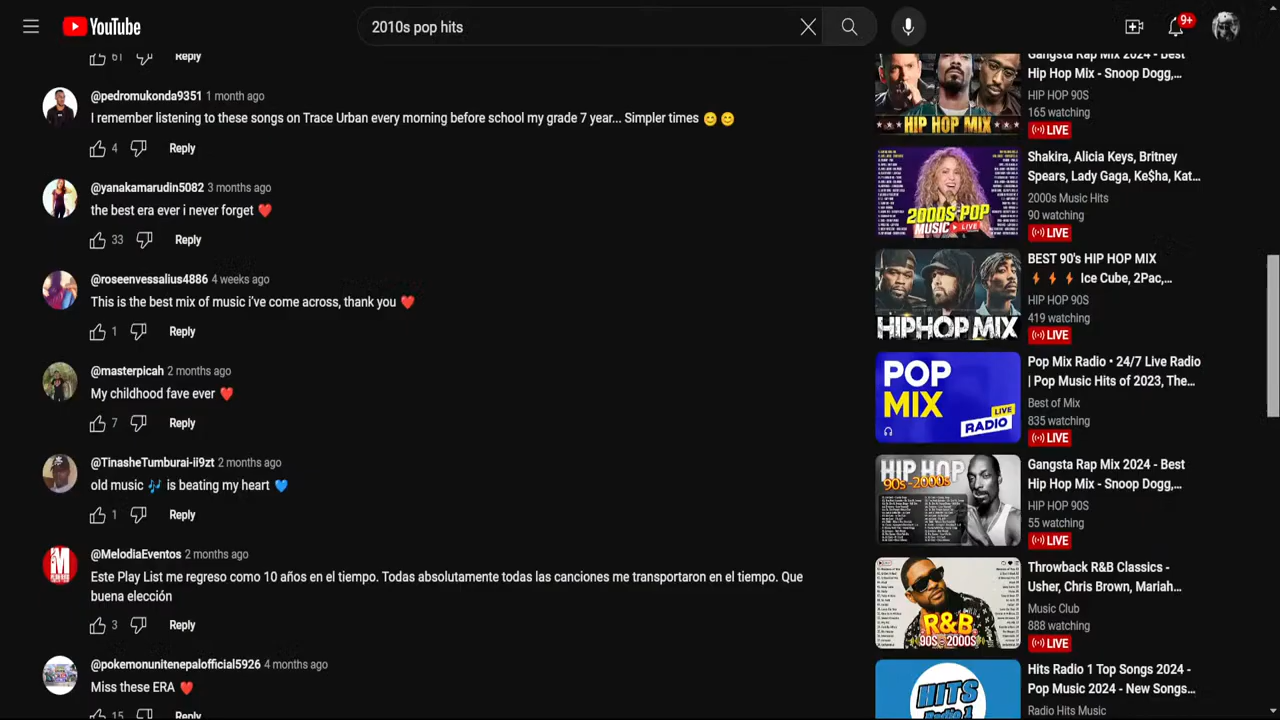 YouTube
2010s pop hits
9+
61
Reply
@pedromukonda9351 1 month ago
I remember listening to these songs on Trace Urban every morning before school my grade 7 year... Simpler times 😊 😊
4
Reply
3 months ago
the best era ever i never forget ❤️
33
Reply
@roseenvessalius4886 4 weeks ago
This is the best mix of music i've come across, thank you ❤️
1
Reply
@masterpicah 2 months ago
My childhood fave ever ❤️
7
Reply
@TinasheTumburai-ii9zt 2 months ago
old music 🎶 is beating my heart 💙
1
Reply
@MelodiaEventos 2 months ago
Este Play List me regreso como 10 años en el tiempo. Todas absolutamente todas las canciones me transportaron en el tiempo. Que
buena elección
3
Reply
@pokemonunitenepalofficial5926 4 months ago
Miss these ERA ❤️
15
Reply
Gangsta Rap Mix 2024 - Best
Hip Hop Mix - Snoop Dogg,...
HIP HOP 90S
165 watching
LIVE
HIP HOP MIX
Shakira, Alicia Keys, Britney
Spears, Lady Gaga, Ke$ha, Kat...
2000s Music Hits
90 watching
LIVE
2000S POP
MUSIC LIVE
BEST 90's HIP HOP MIX
⚡ ⚡ ⚡ Ice Cube, 2Pac,...
HIP HOP 90S
419 watching
LIVE
HIPHOP MIX
Pop Mix Radio • 24/7 Live Radio
| Pop Music Hits of 2023, The...
Best of Mix
835 watching
LIVE
POP
MIX
LIVE
RADIO
Gangsta Rap Mix 2024 - Best
Hip Hop Mix - Snoop Dogg,...
HIP HOP 90S
55 watching
LIVE
HIP HOP
90s~2000s
Throwback R&B Classics -
Usher, Chris Brown, Mariah...
Music Club
888 watching
LIVE
R&B
90S - 2000S
Hits Radio 1 Top Songs 2024 -
Pop Music 2024 - New Songs...
Radio Hits Music
HITS
Radio 1